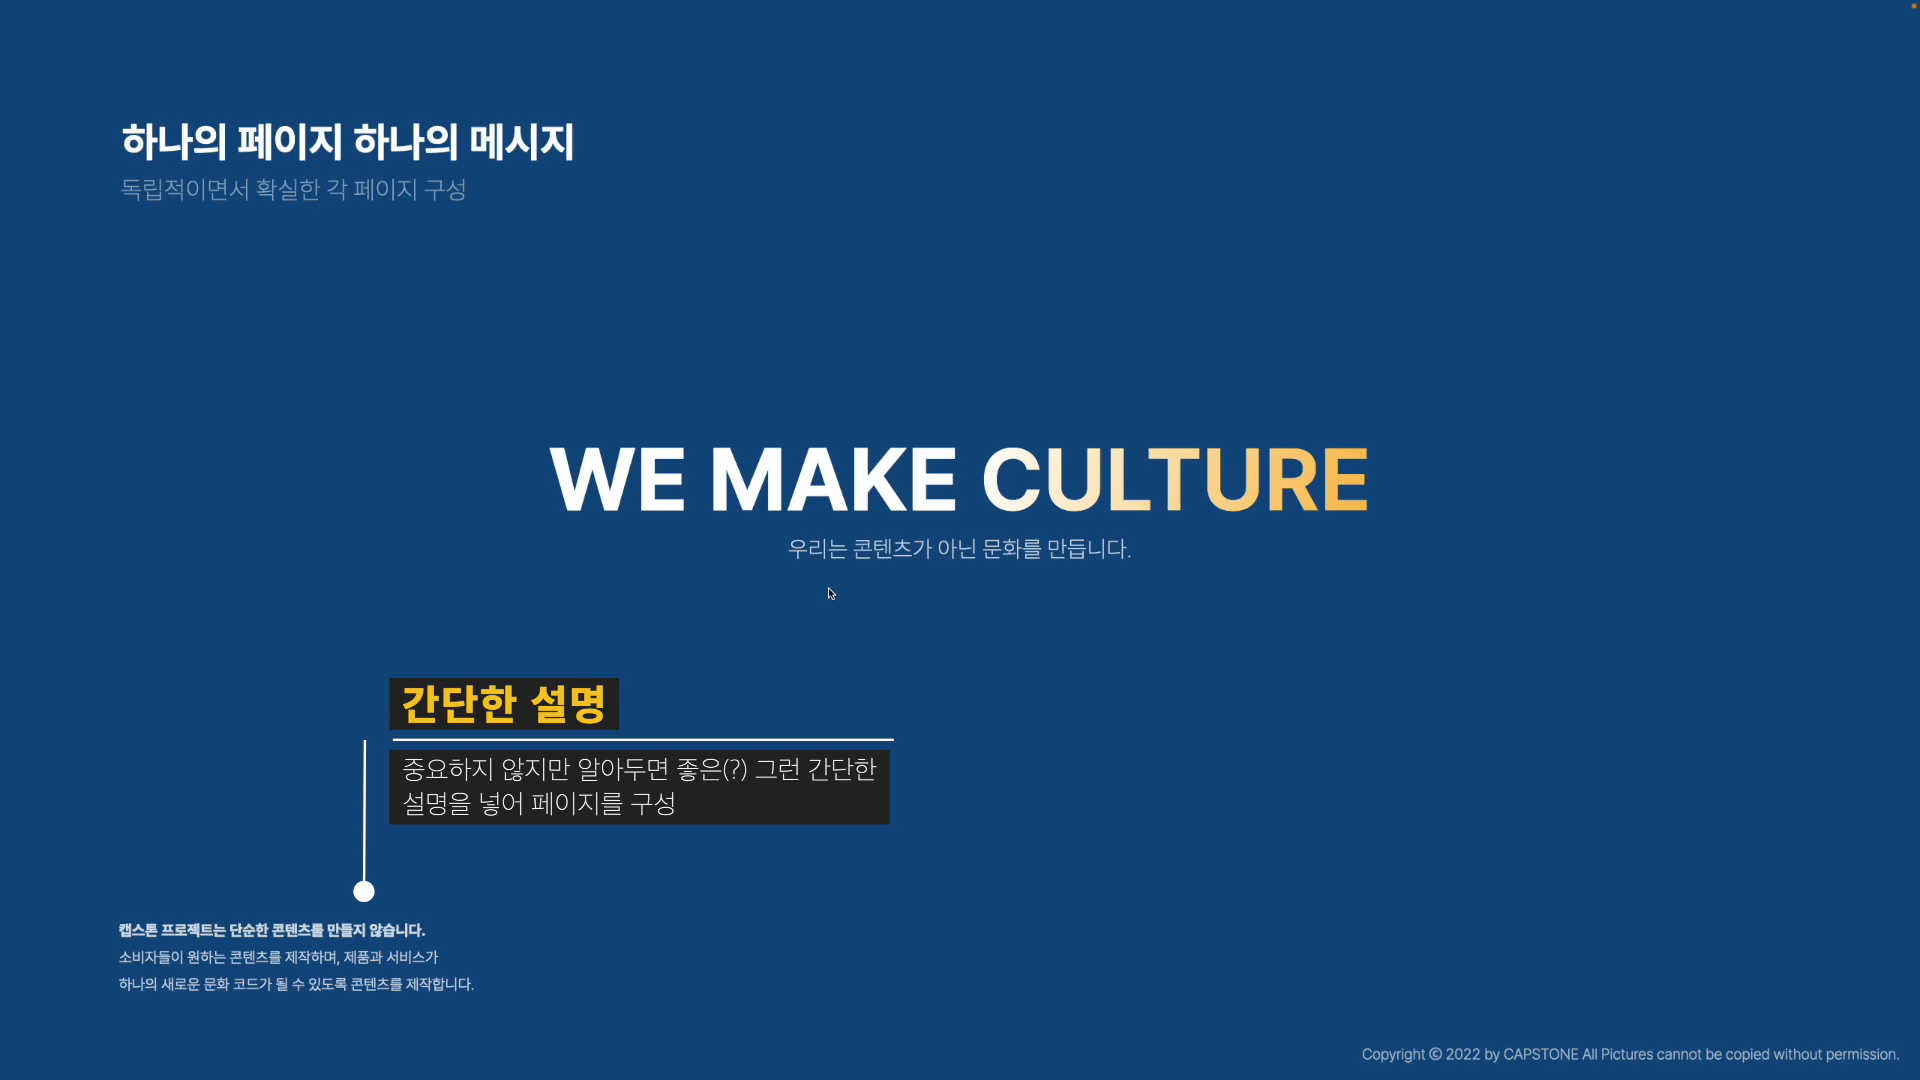 하나의 페이지 하나의 메시지
독립적이면서 확실한 각 페이지 구성
WE MAKE CULTURE
우리는 콘텐츠가 아닌 문화를 만듭니다.
간단한 설명
중요하지 않지만 알아두면 좋은(?) 그런 간단한
설명을 넣어 페이지를 구성
캡스톤 프로젝트는 단순한 콘텐츠를 만들지 않습니다.
소비자들이 원하는 콘텐츠를 제작하며, 제품과 서비스가
하나의 새로운 문화 코드가 될 수 있도록 콘텐츠를 제작합니다.
Copyright © 2022 by CAPSTONE All Pictures cannot be copied without permission.